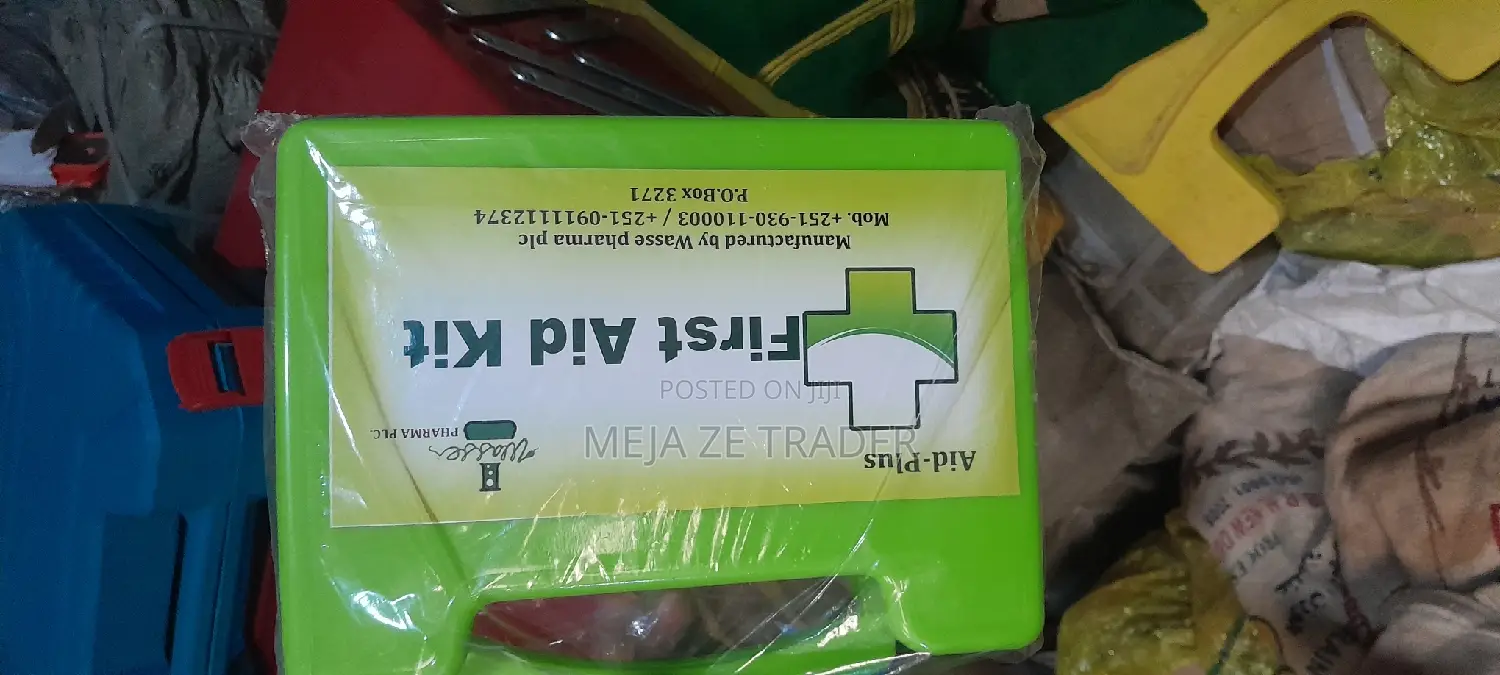 Aid-Plus
Wasse
PHARMA PLC.
First Aid Kit
Manufactured by Wasse pharma plc
Mob. +251-930-110003 / +251-0911112374
P.O.Box 3271
POSTED ON JIJI
MEJA ZE TRADER